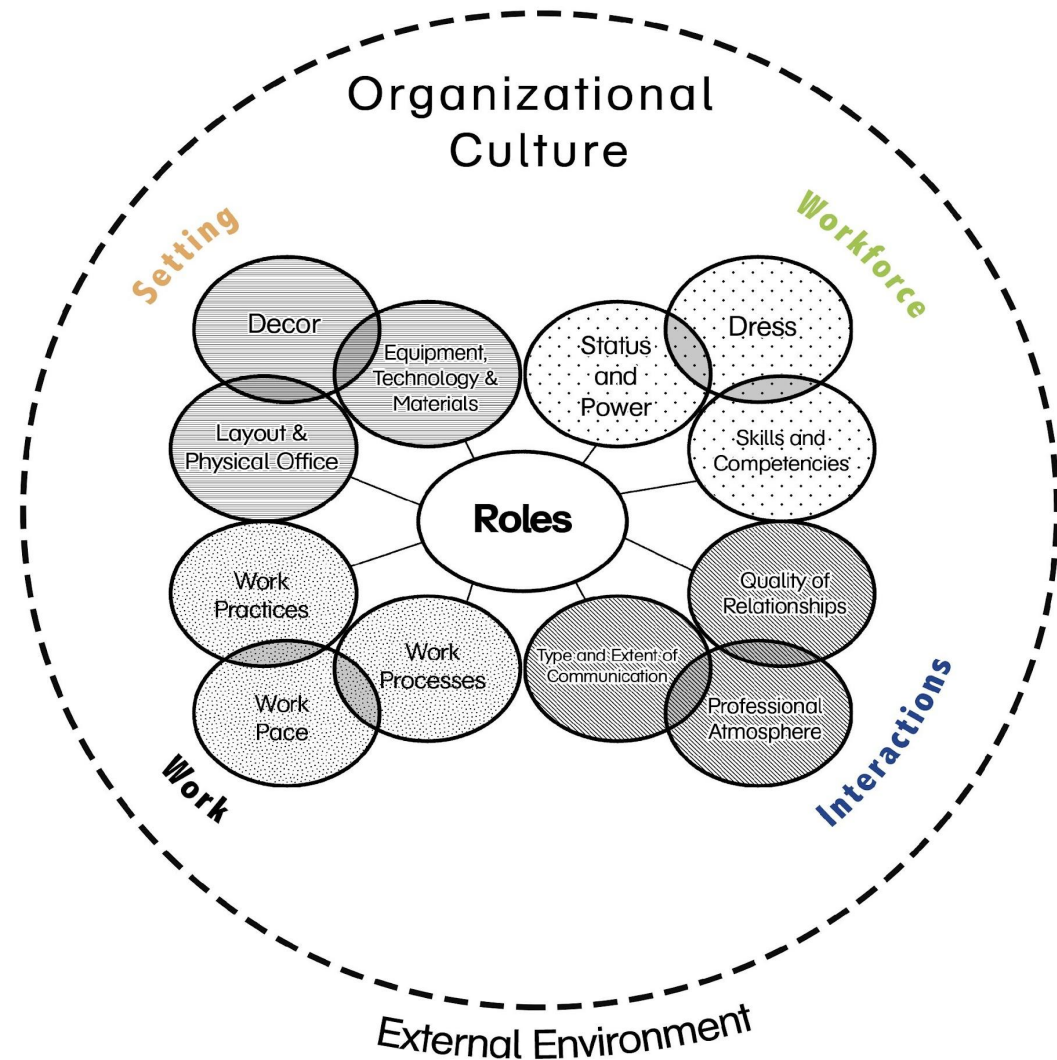 Organizational
Culture
Setting
Workforce
Decor
Equipment,
Technology &
Materials
Layout &
Physical Office
Status
and
Power
Dress
Skills and
Competencies
Roles
Work
Practices
Work
Pace
Work
Processes
Type and Extent of
Communication
Quality of
Relationships
Professional
Atmosphere
Work
Interactions
External Environment